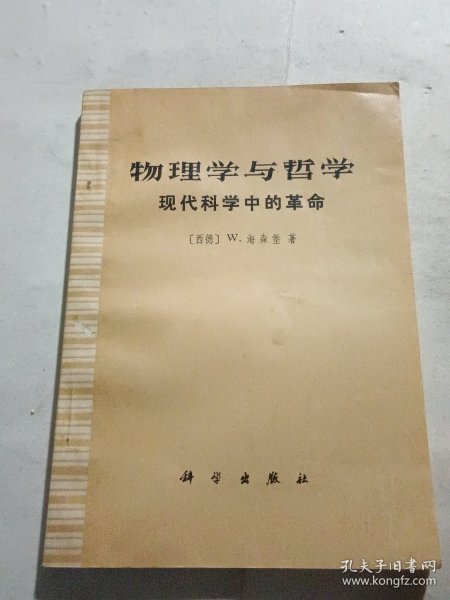 物理学与哲学
现代科学中的革命
〔西德〕 W. 海森堡 著
科学出版社
孔夫子旧书网
www.kongfz.com